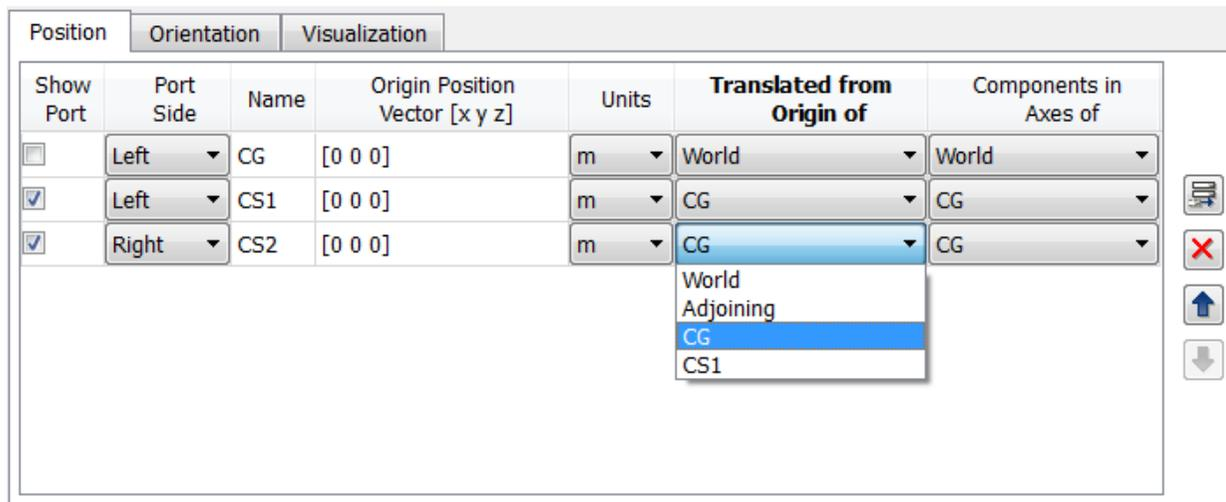 Position Orientation Visualization
Show Port Port Side Name Origin Position Vector [x y z] Units Translated from Origin of Components in Axes of
Left CG [0 0 0] m World World
Left CS1 [0 0 0] m CG CG
Right CS2 [0 0 0] m CG CG
World
Adjoining
CG
CS1